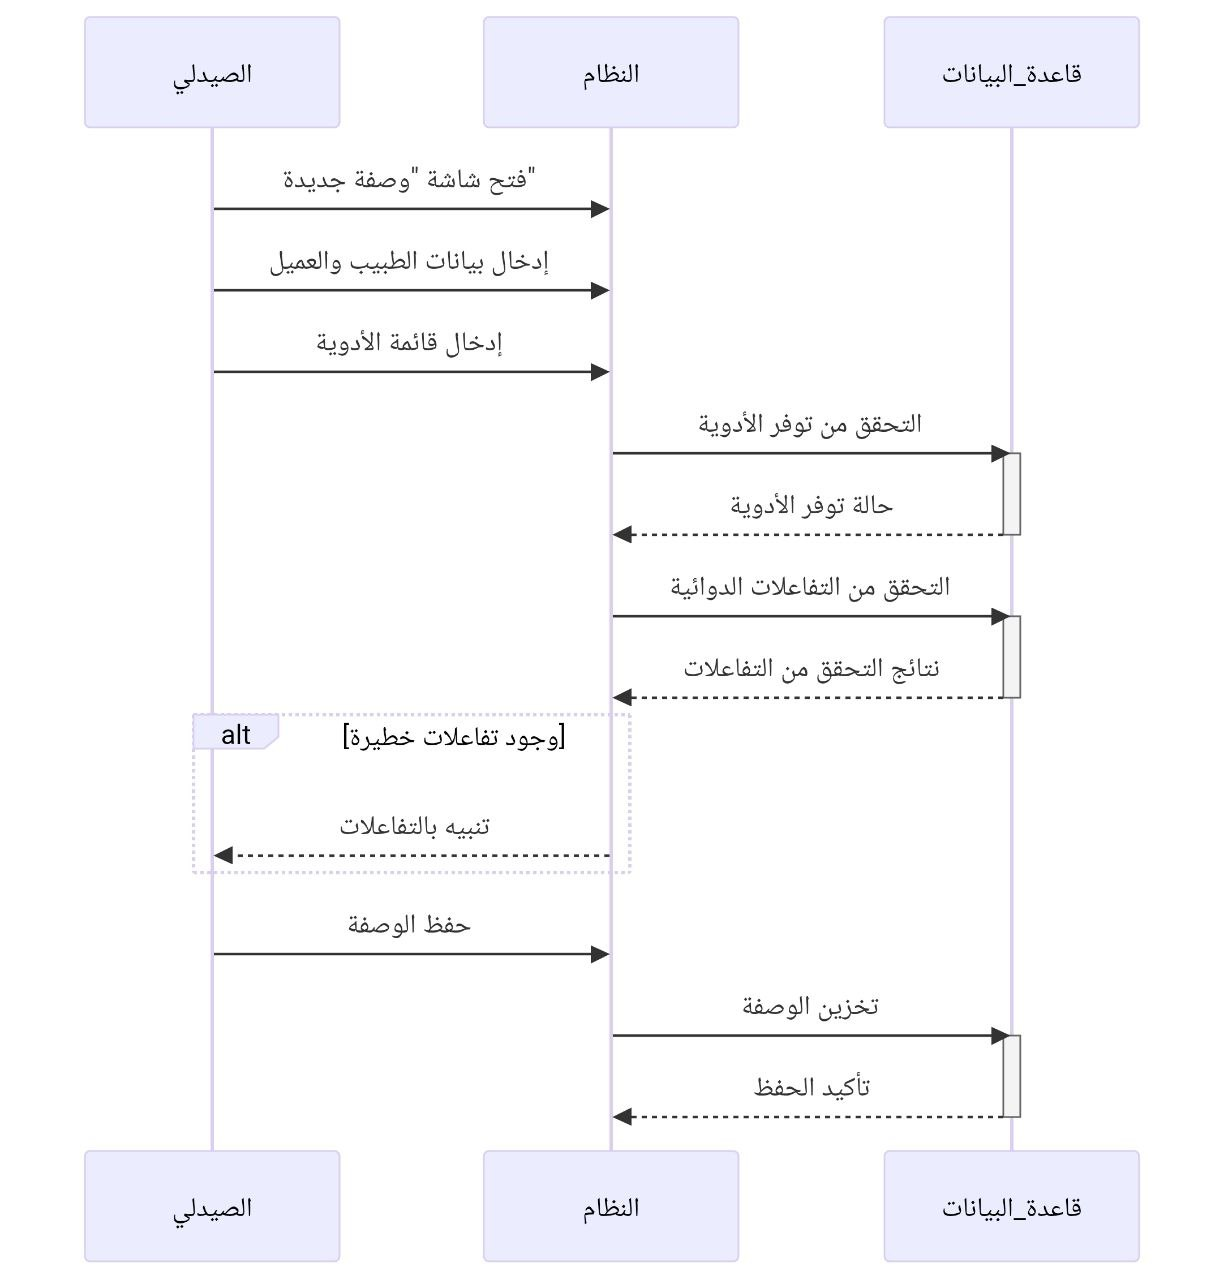 الصيدلي
النظام
قاعدة_البيانات
فتح شاشة "وصفة جديدة"
إدخال بيانات الطبيب والعميل
إدخال قائمة الأدوية
التحقق من توفر الأدوية
حالة توفر الأدوية
التحقق من التفاعلات الدوائية
نتائج التحقق من التفاعلات
alt
[وجود تفاعلات خطيرة]
تنبيه بالتفاعلات
حفظ الوصفة
تخزين الوصفة
تأكيد الحفظ
الصيدلي
النظام
قاعدة_البيانات